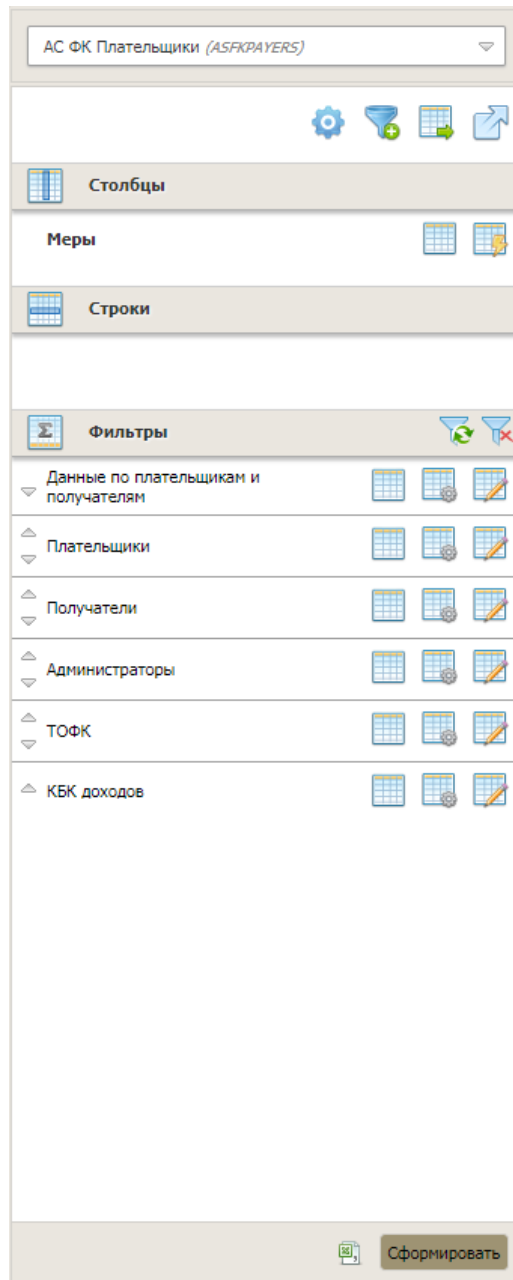 АС ФК Плательщики (ASFKPAYERS)
Столбцы
Меры
Строки
Фильтры
Данные по плательщикам и
получателям
Плательщики
Получатели
Администраторы
ТОФК
КБК доходов
Сформировать